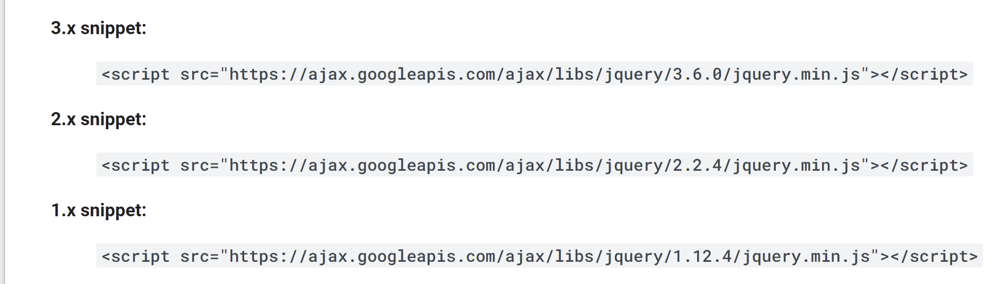 3.x snippet:
<script src="https://ajax.googleapis.com/ajax/libs/jquery/3.6.0/jquery.min.js"></script>
2.x snippet:
<script src="https://ajax.googleapis.com/ajax/libs/jquery/2.2.4/jquery.min.js"></script>
1.x snippet:
<script src="https://ajax.googleapis.com/ajax/libs/jquery/1.12.4/jquery.min.js"></script>